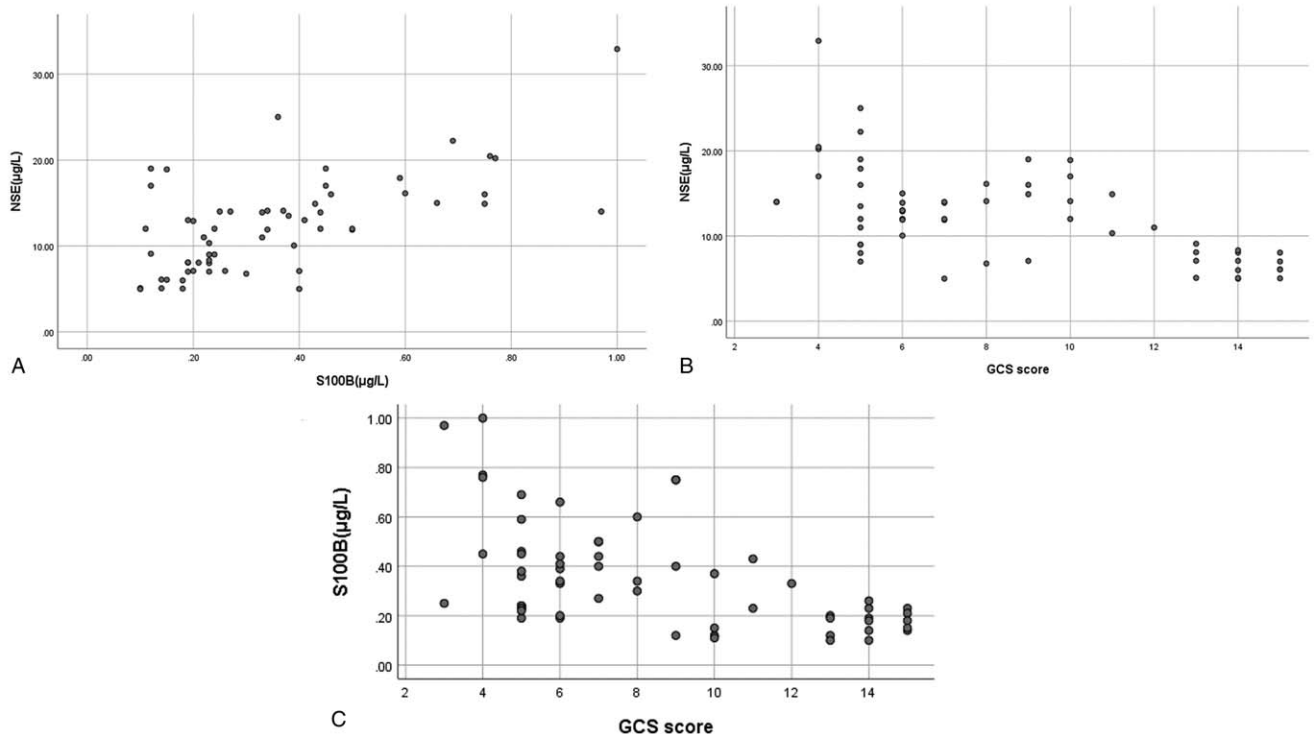 30.00
20.00
10.00
.00
NSE(µg/L)
.00 .20 .40 .60 .80 1.00
S100B(µg/L)
A
30.00
20.00
10.00
.00
NSE(µg/L)
2 4 6 8 10 12 14
GCS score
B
1.00
.80
.60
.40
.20
.00
S100B(µg/L)
2 4 6 8 10 12 14
GCS score
C